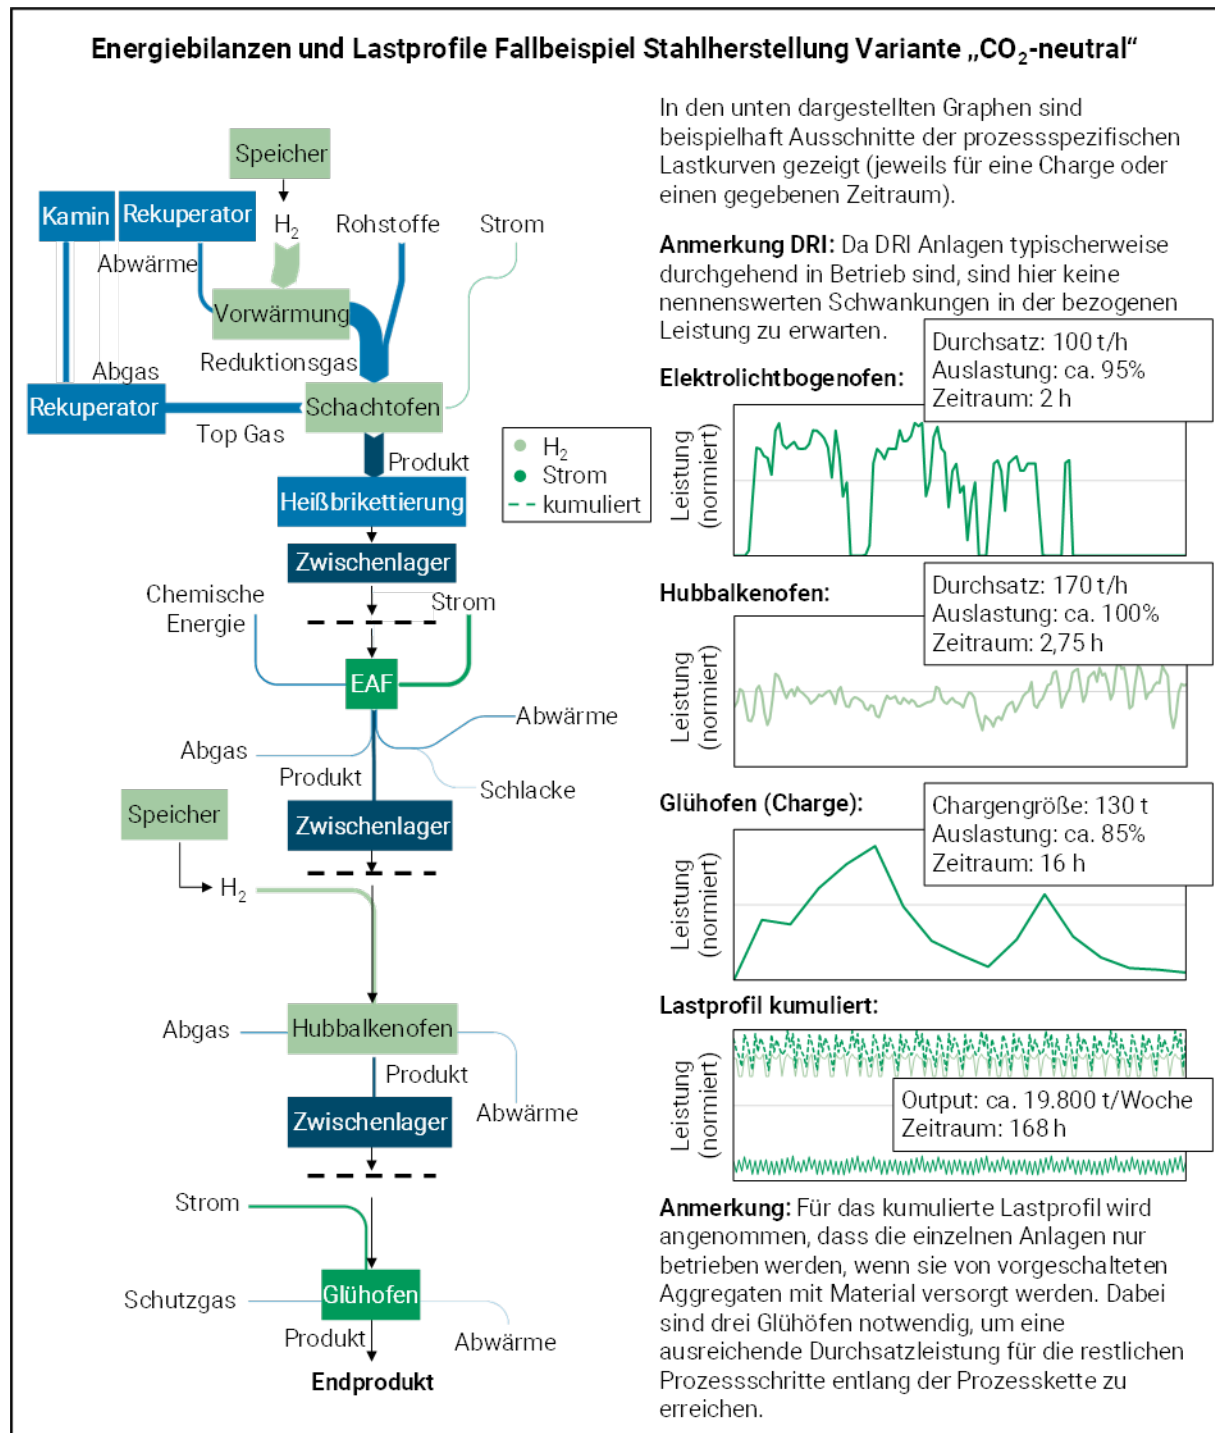 Energiebilanzen und Lastprofile Fallbeispiel Stahlherstellung Variante „CO₂-neutral“
Speicher
Kamin
Rekuperator
H₂
Rohstoffe
Strom
Abwärme
Vorwärmung
Reduktionsgas
Abgas
Rekuperator
Schachtofen
Top Gas
Produkt
Heißbrikettierung
Zwischenlager
Chemische
Energie
Strom
EAF
Abwärme
Abgas
Produkt
Schlacke
Speicher
Zwischenlager
H₂
Abgas
Hubbalkenofen
Produkt
Abwärme
Zwischenlager
Strom
Schutzgas
Glühofen
Produkt
Abwärme
Endprodukt
H₂
Strom
kumuliert
In den unten dargestellten Graphen sind
beispielhaft Ausschnitte der prozessspezifischen
Lastkurven gezeigt (jeweils für eine Charge oder
einen gegebenen Zeitraum).
Anmerkung DRI: Da DRI Anlagen typischerweise
durchgehend in Betrieb sind, sind hier keine
nennenswerten Schwankungen in der bezogenen
Leistung zu erwarten.
Elektrolichtbogenofen:
Durchsatz: 100 t/h
Auslastung: ca. 95%
Zeitraum: 2 h
Leistung
(normiert)
Hubbalkenofen:
Durchsatz: 170 t/h
Auslastung: ca. 100%
Zeitraum: 2,75 h
Leistung
(normiert)
Glühofen (Charge):
Chargengröße: 130 t
Auslastung: ca. 85%
Zeitraum: 16 h
Leistung
(normiert)
Lastprofil kumuliert:
Leistung
(normiert)
Output: ca. 19.800 t/Woche
Zeitraum: 168 h
Anmerkung: Für das kumulierte Lastprofil wird
angenommen, dass die einzelnen Anlagen nur
betrieben werden, wenn sie von vorgeschalteten
Aggregaten mit Material versorgt werden. Dabei
sind drei Glühöfen notwendig, um eine
ausreichende Durchsatzleistung für die restlichen
Prozessschritte entlang der Prozesskette zu
erreichen.